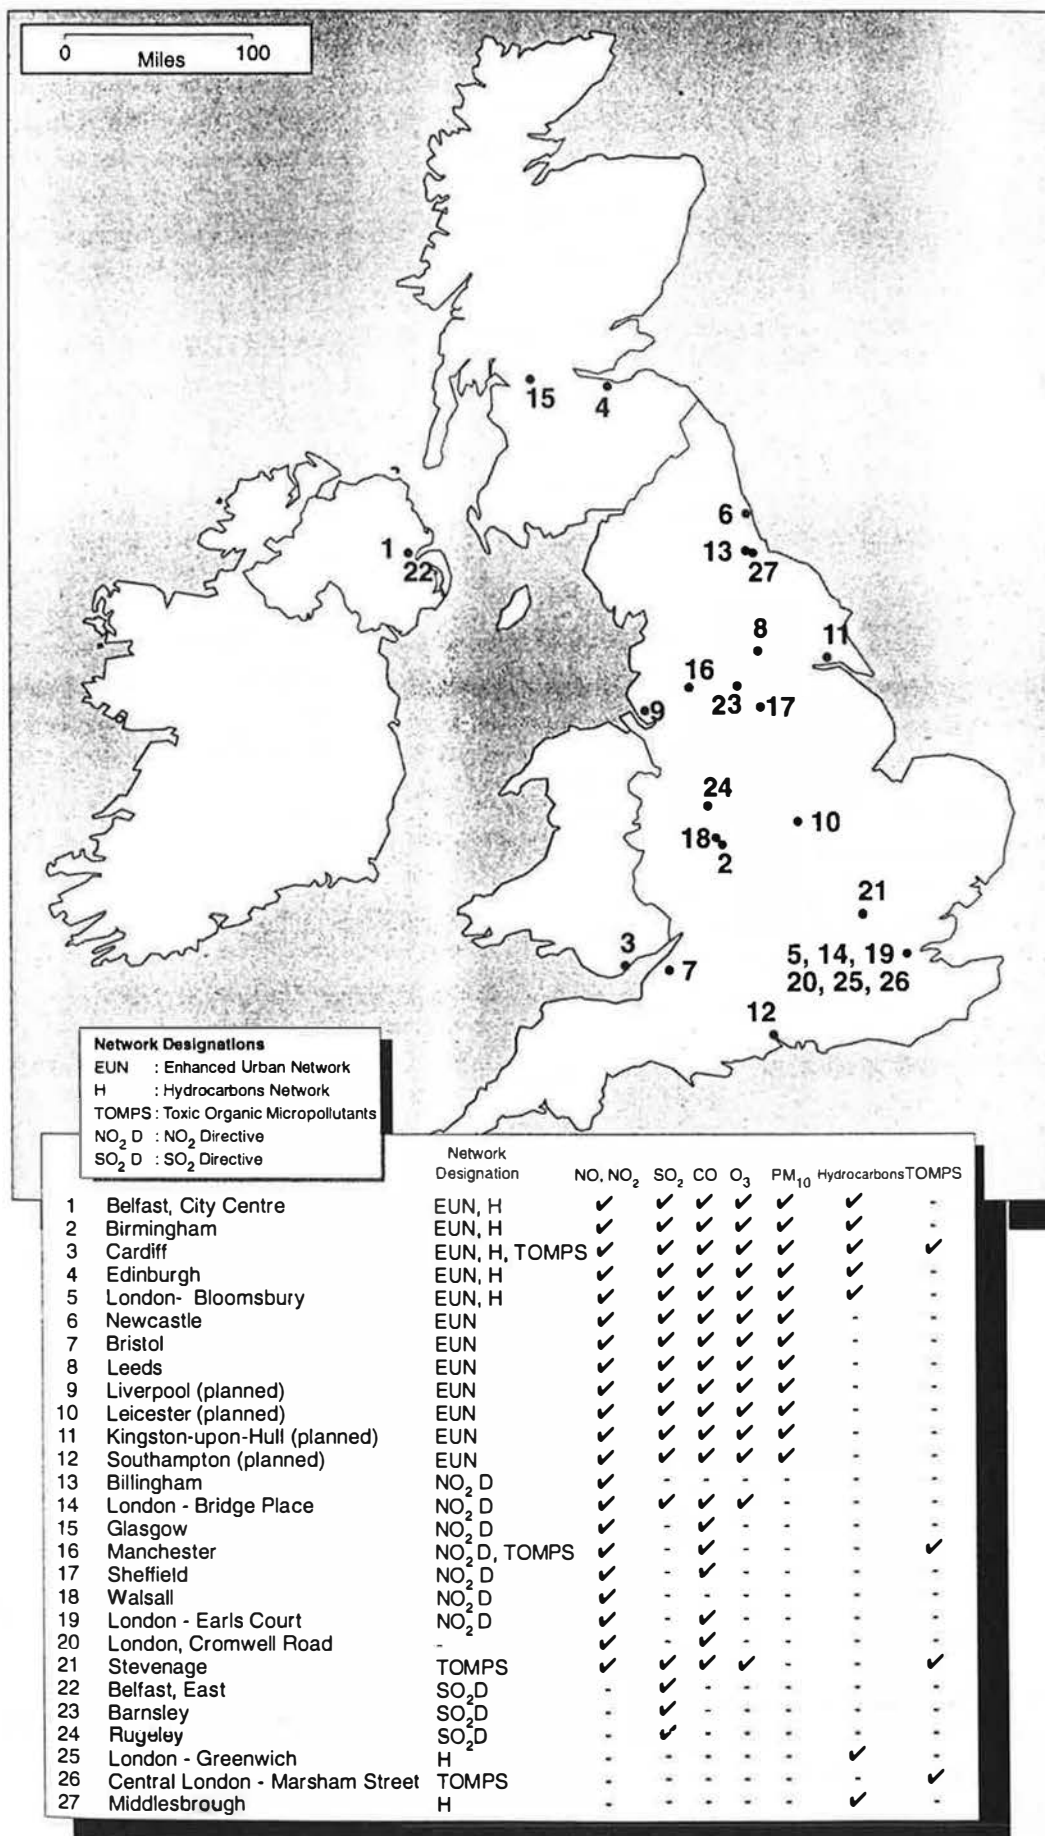 0 100
Miles
15
4
6
1
13
22
27
8
11
16
23
17
9
24
10
18
2
21
3
5, 14, 19
7
20, 25, 26
12
Network Designations
EUN : Enhanced Urban Network
H : Hydrocarbons Network
TOMPS : Toxic Organic Micropollutants
NO2 D : NO2 Directive
SO2 D : SO2 Directive
Network
Designation NO, NO2 SO2 CO O3 PM10 Hydrocarbons TOMPS
1 Belfast, City Centre EUN, H ✓ ✓ ✓ ✓ ✓ ✓ -
2 Birmingham EUN, H ✓ ✓ ✓ ✓ ✓ ✓ -
3 Cardiff EUN, H, TOMPS ✓ ✓ ✓ ✓ ✓ ✓ ✓
4 Edinburgh EUN, H ✓ ✓ ✓ ✓ ✓ ✓ -
5 London- Bloomsbury EUN, H ✓ ✓ ✓ ✓ ✓ ✓ -
6 Newcastle EUN ✓ ✓ ✓ ✓ ✓ - -
7 Bristol EUN ✓ ✓ ✓ ✓ ✓ - -
8 Leeds EUN ✓ ✓ ✓ ✓ ✓ - -
9 Liverpool (planned) EUN ✓ ✓ ✓ ✓ ✓ - -
10 Leicester (planned) EUN ✓ ✓ ✓ ✓ ✓ - -
11 Kingston-upon-Hull (planned) EUN ✓ ✓ ✓ ✓ ✓ - -
12 Southampton (planned) EUN ✓ ✓ ✓ ✓ ✓ - -
13 Billingham NO2 D ✓ - - - - - -
14 London - Bridge Place NO2 D ✓ ✓ ✓ ✓ - - -
15 Glasgow NO2 D ✓ - ✓ - - - -
16 Manchester NO2 D, TOMPS ✓ - ✓ - - - ✓
17 Sheffield NO2 D ✓ - ✓ - - - -
18 Walsall NO2 D ✓ - - - - - -
19 London - Earls Court NO2 D ✓ - ✓ - - - -
20 London, Cromwell Road - ✓ - ✓ - - - -
21 Stevenage TOMPS ✓ ✓ ✓ ✓ - - ✓
22 Belfast, East SO2D - ✓ - - - - -
23 Barnsley SO2D - ✓ - - - - -
24 Rugeley SO2D - ✓ - - - - -
25 London - Greenwich H - - - - - ✓ -
26 Central London - Marsham Street TOMPS - - - - - - ✓
27 Middlesbrough H - - - - - ✓ -